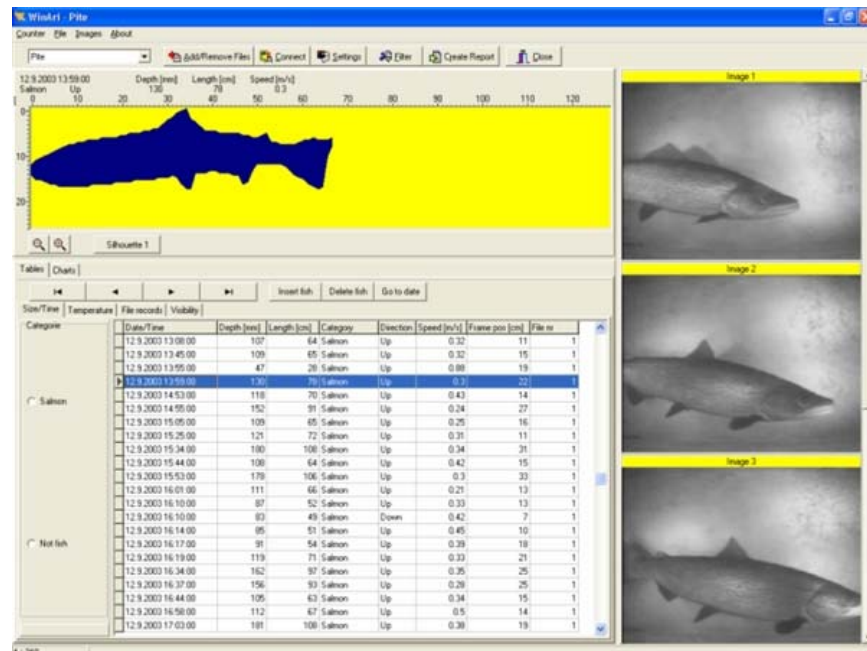 WinAri - Pite
Counter File Images About
Pite Add/Remove Files Connect Settings Filter Create Report Close
12.9.2003 13:59:00 Depth [mm] Length [cm] Speed [m/s]
Salmon Up 130 78 0.3
0 10 20 30 40 50 60 70 80 90 100 110 120
0
10
20
Silhouette 1
Tables Charts
Insert fish Delete fish Go to date
Size/Time Temperature File records Visibility
Categorie
Salmon
Not fish
Date/Time Depth [mm] Length [cm] Category Direction Speed [m/s] Frame pos [cm] File nr
12.9.2003 13:08:00 107 64 Salmon Up 0.32 11 1
12.9.2003 13:45:00 109 65 Salmon Up 0.32 15 1
12.9.2003 13:55:00 47 28 Salmon Up 0.88 19 1
12.9.2003 13:59:00 130 78 Salmon Up 0.3 22 1
12.9.2003 14:53:00 118 70 Salmon Up 0.43 14 1
12.9.2003 14:55:00 152 91 Salmon Up 0.24 27 1
12.9.2003 15:05:00 109 65 Salmon Up 0.25 16 1
12.9.2003 15:25:00 121 72 Salmon Up 0.31 11 1
12.9.2003 15:34:00 180 108 Salmon Up 0.34 31 1
12.9.2003 15:44:00 108 64 Salmon Up 0.42 15 1
12.9.2003 15:53:00 178 106 Salmon Up 0.3 33 1
12.9.2003 16:01:00 111 66 Salmon Up 0.21 13 1
12.9.2003 16:10:00 87 52 Salmon Up 0.33 13 1
12.9.2003 16:10:00 83 49 Salmon Down 0.42 7 1
12.9.2003 16:14:00 85 51 Salmon Up 0.45 10 1
12.9.2003 16:17:00 91 54 Salmon Up 0.39 18 1
12.9.2003 16:19:00 119 71 Salmon Up 0.33 21 1
12.9.2003 16:34:00 162 97 Salmon Up 0.35 25 1
12.9.2003 16:37:00 156 93 Salmon Up 0.28 25 1
12.9.2003 16:44:00 105 63 Salmon Up 0.34 15 1
12.9.2003 16:58:00 112 67 Salmon Up 0.5 14 1
12.9.2003 17:03:00 181 108 Salmon Up 0.38 19 1
Image 1
Image 2
Image 3